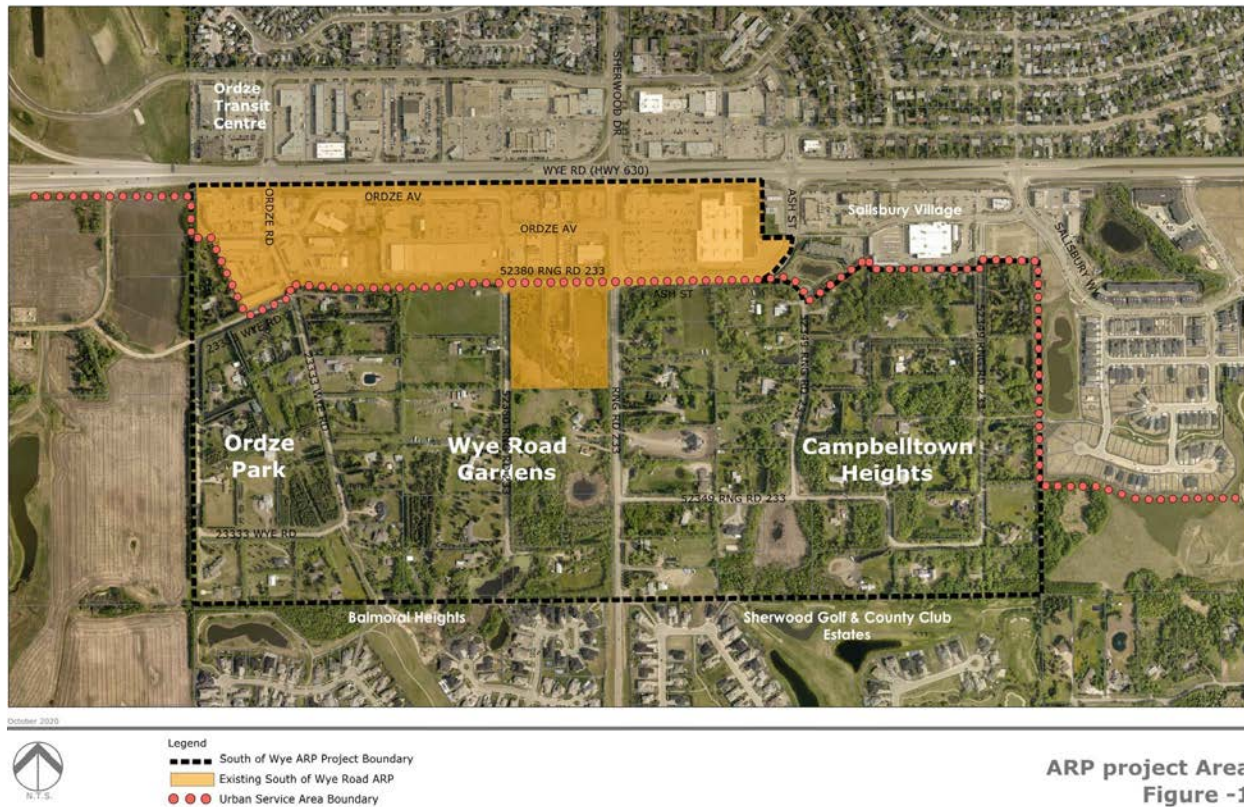 Ordze
Transit
Centre
SHERWOOD DR
WYE RD (HWY 630)
ORDZE RD
ORDZE AV
ORDZE AV
ASH ST
Salisbury Village
SALISBURY W
52380 RNG RD 233
ASH ST
23333 WYE RD
RNG RD 233
Ordze
Park
Wye Road
Gardens
Campbelltown
Heights
52349 RNG RD 233
23333 WYE RD
Balmoral Heights
Sherwood Golf & County Club
Estates
October 2020
N.T.S.
Legend
South of Wye ARP Project Boundary
Existing South of Wye Road ARP
Urban Service Area Boundary
ARP project Area
Figure -1